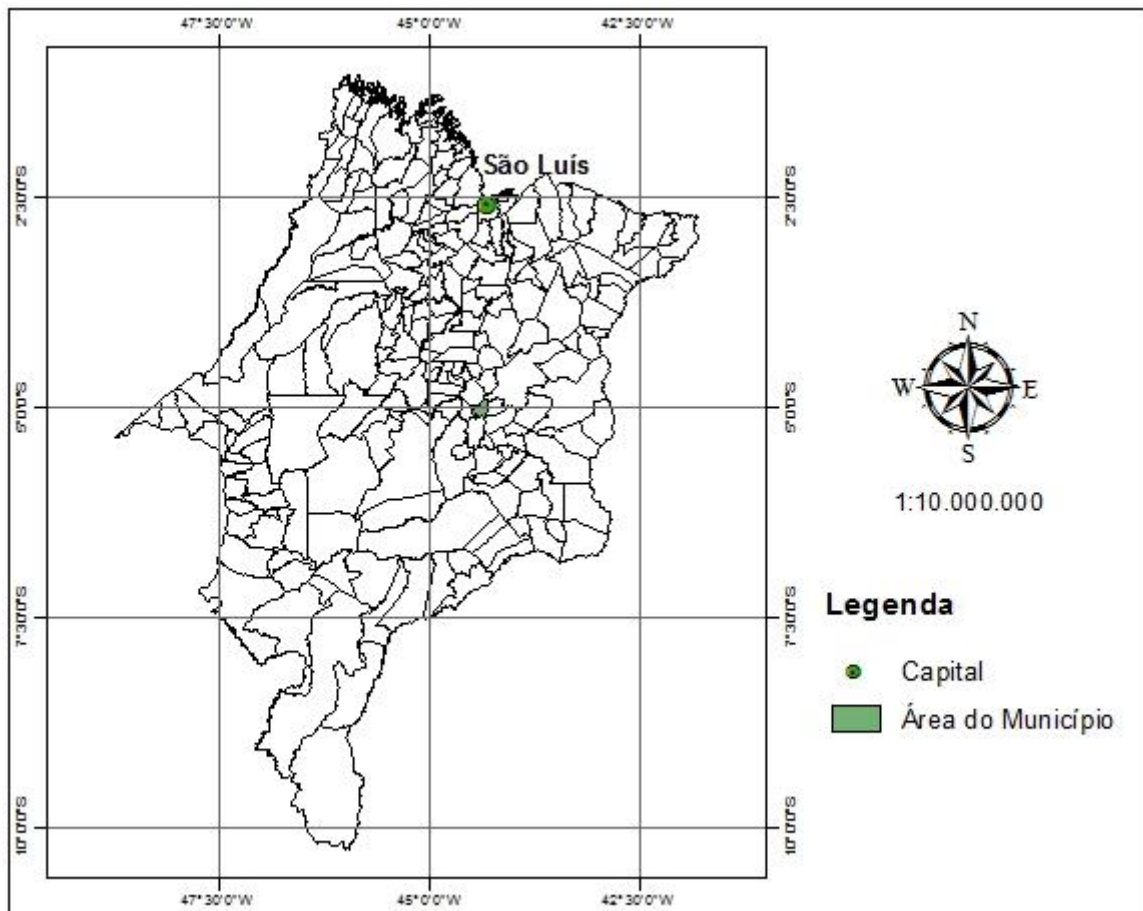 47°30'0"W 45°0'0"W 42°30'0"W
São Luís
2°30'0"S 2°30'0"S
5°0'0"S 5°0'0"S
N
W E
S
1:10.000.000
7°30'0"S 7°30'0"S
Legenda
Capital
Área do Município
10°0'0"S 10°0'0"S
47°30'0"W 45°0'0"W 42°30'0"W